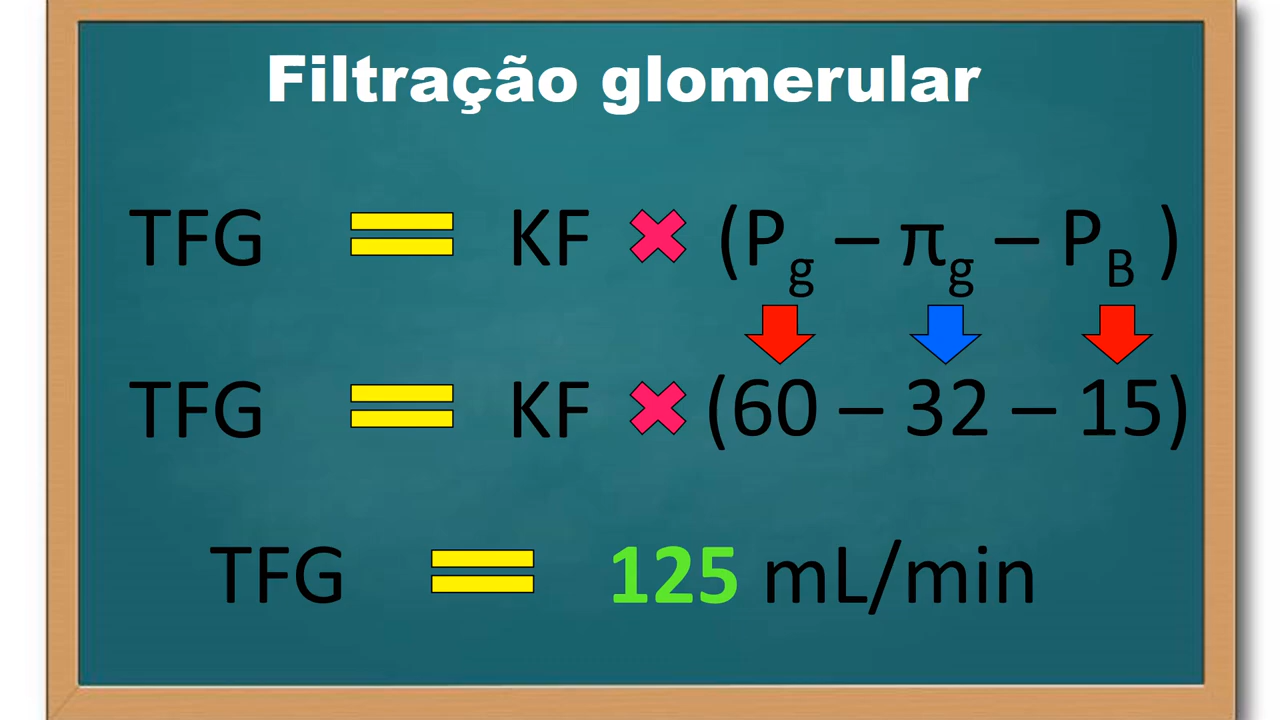 Filtração glomerular
TFG = KF × (Pg – πg – PB )
TFG = KF × (60 – 32 – 15)
TFG = 125 mL/min